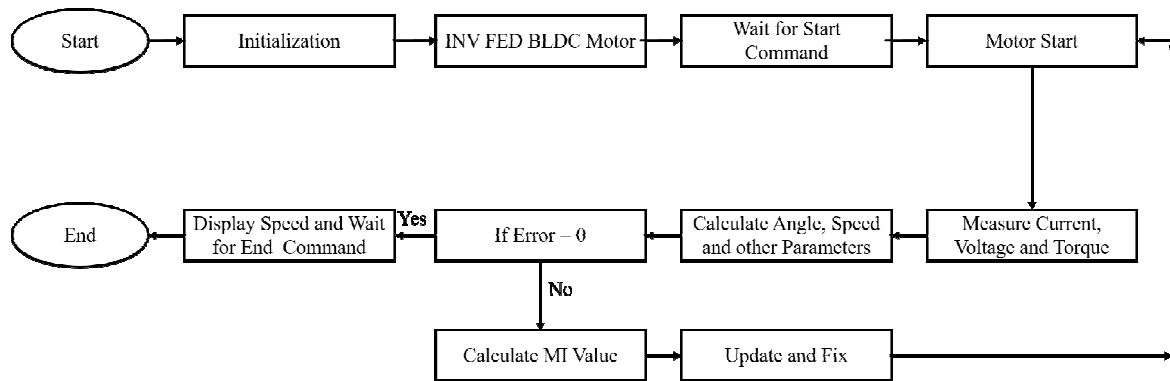 Start
Initialization
INV FED BLDC Motor
Wait for Start
Command
Motor Start
End
Display Speed and Wait
for End Command
Yes
If Error – 0
Calculate Angle, Speed
and other Parameters
Measure Current,
Voltage and Torque
No
Calculate MI Value
Update and Fix